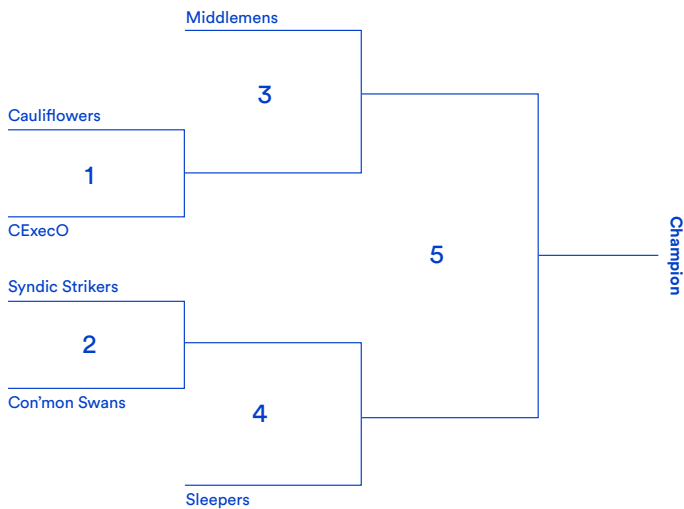 Middlemens
3
Cauliflowers
1
CExecO
5
Champion
Syndic Strikers
2
Con’mon Swans
4
Sleepers